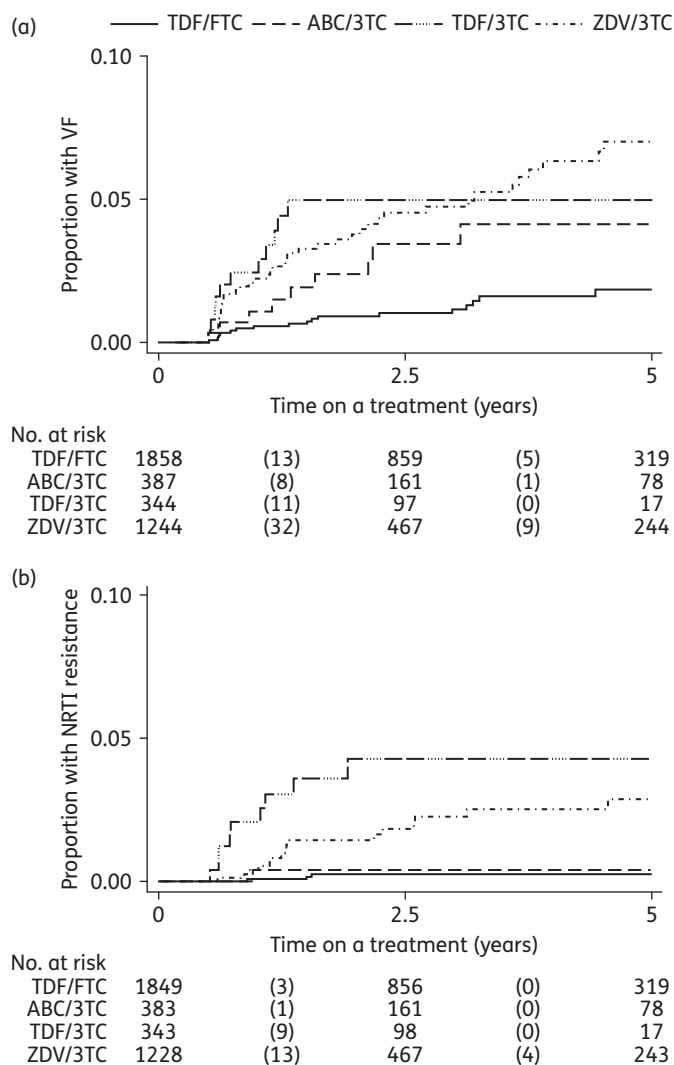 (a) TDF/FTC ABC/3TC TDF/3TC ZDV/3TC
0.10
Proportion with VF
0.05
0.00
0 2.5 5
Time on a treatment (years)
No. at risk
TDF/FTC 1858 (13) 859 (5) 319
ABC/3TC 387 (8) 161 (1) 78
TDF/3TC 344 (11) 97 (0) 17
ZDV/3TC 1244 (32) 467 (9) 244
(b)
0.10
Proportion with NRTI resistance
0.05
0.00
0 2.5 5
Time on a treatment (years)
No. at risk
TDF/FTC 1849 (3) 856 (0) 319
ABC/3TC 383 (1) 161 (0) 78
TDF/3TC 343 (9) 98 (0) 17
ZDV/3TC 1228 (13) 467 (4) 243